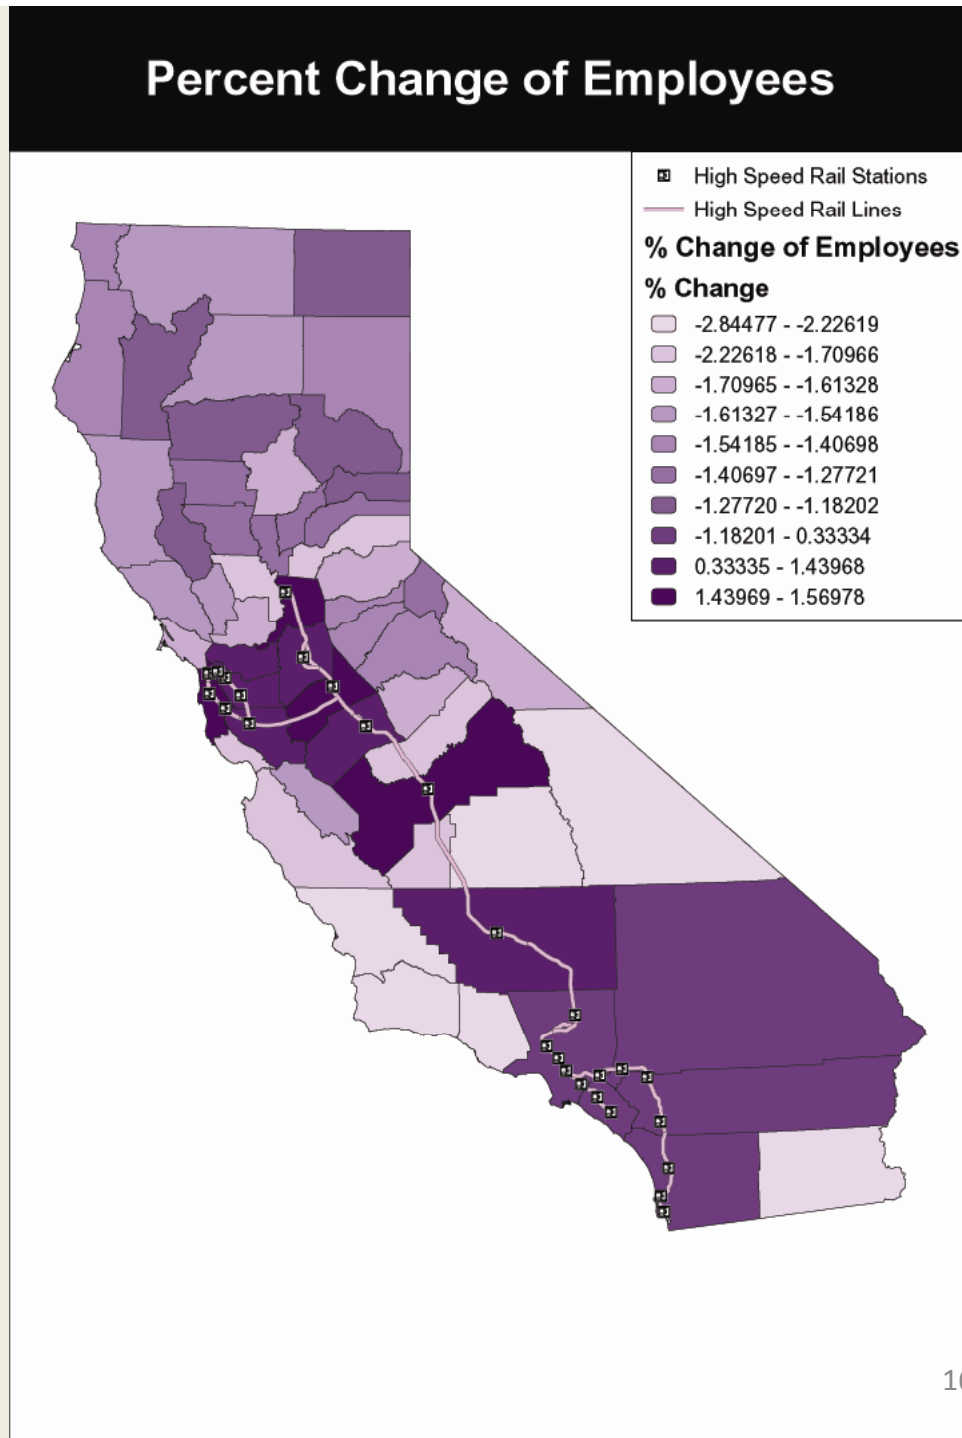 Percent Change of Employees
High Speed Rail Stations
High Speed Rail Lines
% Change of Employees
% Change
-2.84477 - -2.22619
-2.22618 - -1.70966
-1.70965 - -1.61328
-1.61327 - -1.54186
-1.54185 - -1.40698
-1.40697 - -1.27721
-1.27720 - -1.18202
-1.18201 - 0.33334
0.33335 - 1.43968
1.43969 - 1.56978